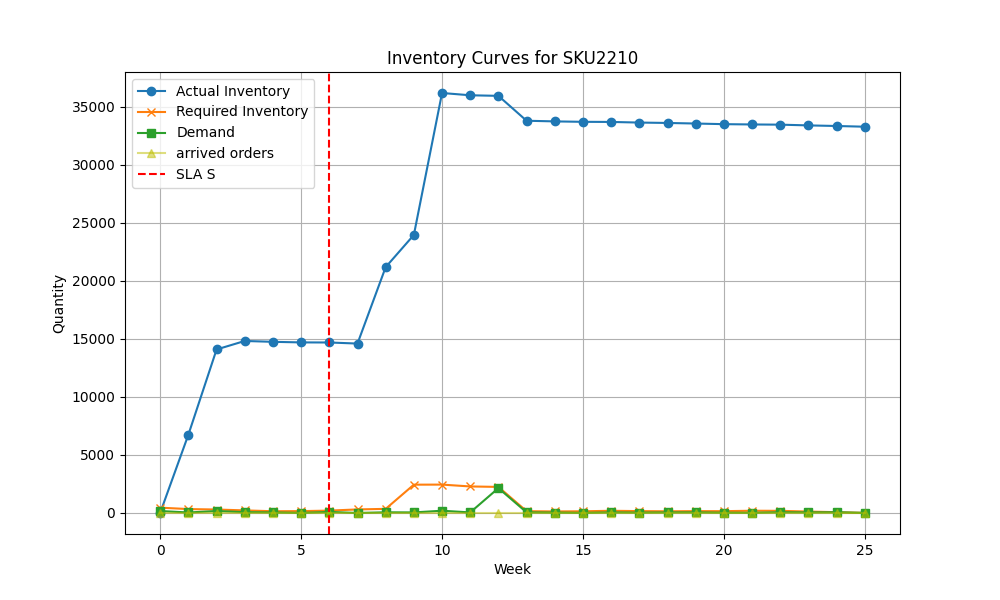 Inventory Curves for SKU2210
Actual Inventory
Required Inventory
Demand
arrived orders
SLA S
Quantity
35000
30000
25000
20000
15000
10000
5000
0
0 5 10 15 20 25
Week